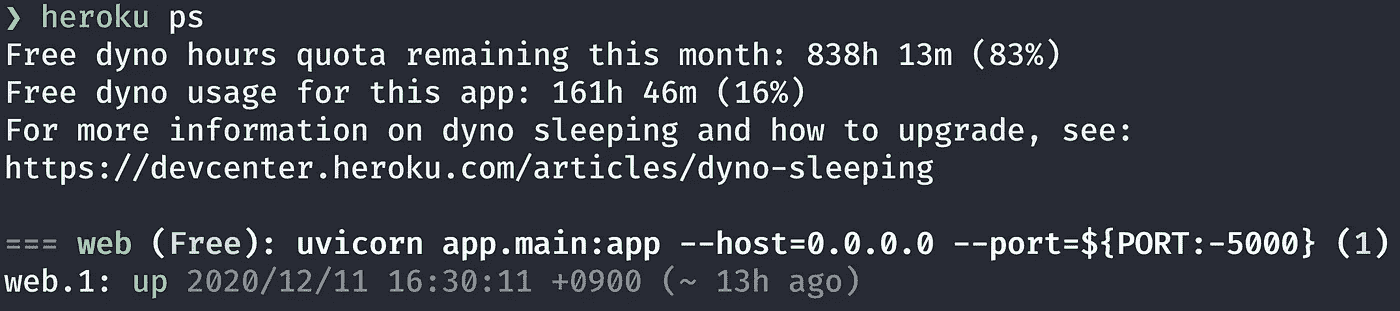 ❯ heroku ps
Free dyno hours quota remaining this month: 838h 13m (83%)
Free dyno usage for this app: 161h 46m (16%)
For more information on dyno sleeping and how to upgrade, see:
https://devcenter.heroku.com/articles/dyno-sleeping
=== web (Free): uvicorn app.main:app --host=0.0.0.0 --port=${PORT:-5000} (1)
web.1: up 2020/12/11 16:30:11 +0900 (~ 13h ago)